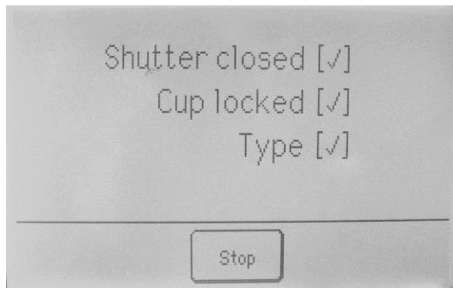 Shutter closed [✓]
Cup locked [✓]
Type [✓]
Stop